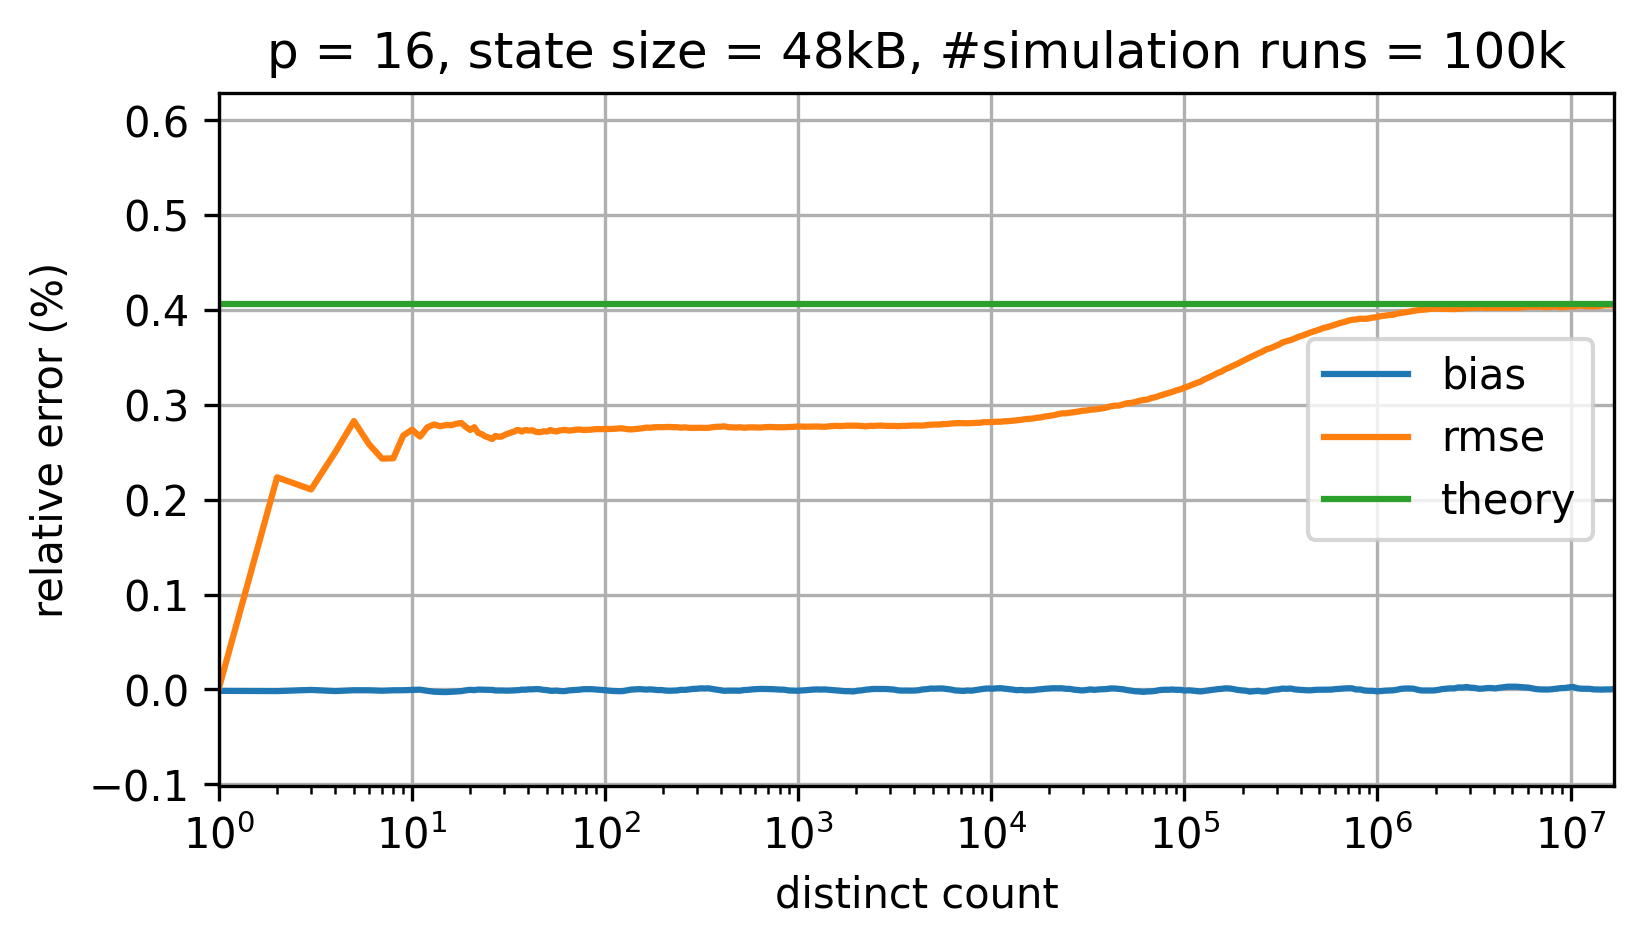 p = 16, state size = 48kB, #simulation runs = 100k
relative error (%)
0.6
0.5
0.4
0.3
0.2
0.1
0.0
−0.1
bias
rmse
theory
10⁰ 10¹ 10² 10³ 10⁴ 10⁵ 10⁶ 10⁷
distinct count